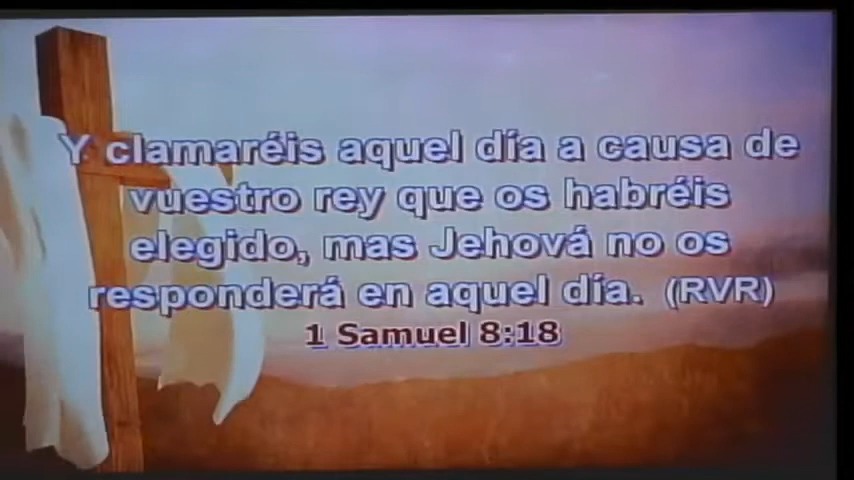 Y clamaréis aquel día a causa de
vuestro rey que os habréis
elegido, mas Jehová no os
responderá en aquel día. (RVR)
1 Samuel 8:18